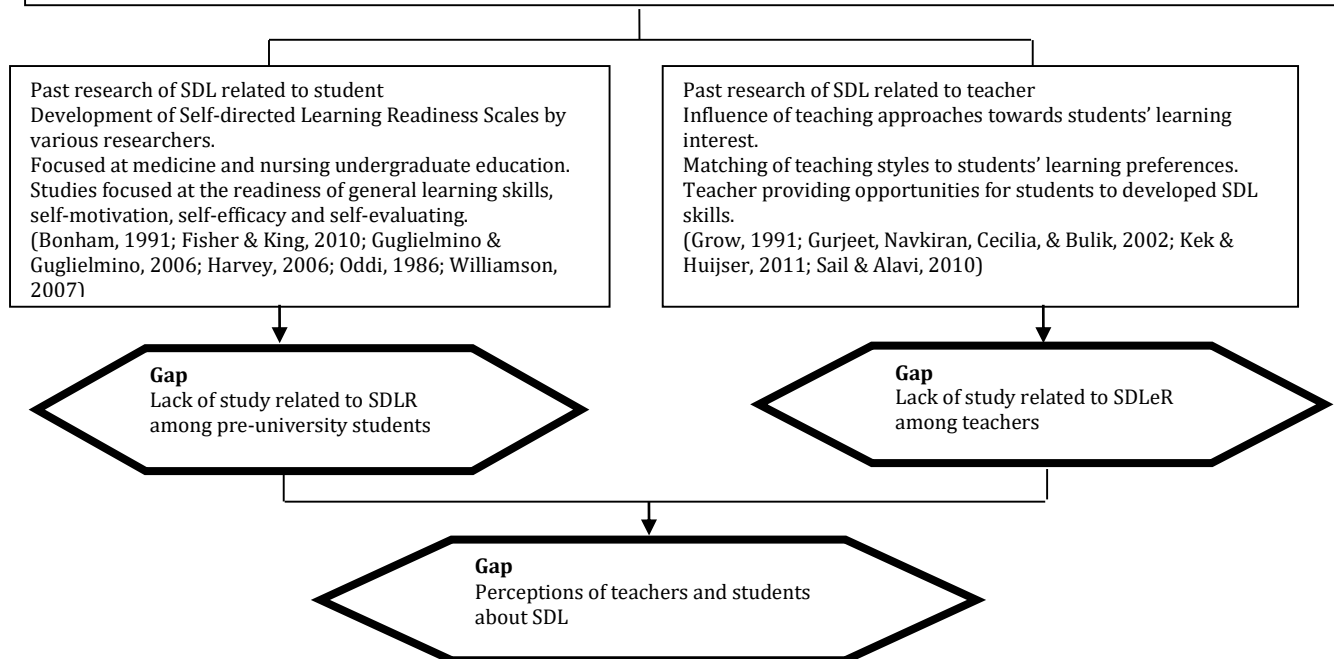 Past research of SDL related to student
Development of Self-directed Learning Readiness Scales by
various researchers.
Focused at medicine and nursing undergraduate education.
Studies focused at the readiness of general learning skills,
self-motivation, self-efficacy and self-evaluating.
(Bonham, 1991; Fisher & King, 2010; Guglielmino &
Guglielmino, 2006; Harvey, 2006; Oddi, 1986; Williamson,
2007)
Past research of SDL related to teacher
Influence of teaching approaches towards students’ learning
interest.
Matching of teaching styles to students’ learning preferences.
Teacher providing opportunities for students to developed SDL
skills.
(Grow, 1991; Gurjeet, Navkiran, Cecilia, & Bulik, 2002; Kek &
Huijser, 2011; Sail & Alavi, 2010)
Gap
Lack of study related to SDLR
among pre-university students
Gap
Lack of study related to SDLeR
among teachers
Gap
Perceptions of teachers and students
about SDL